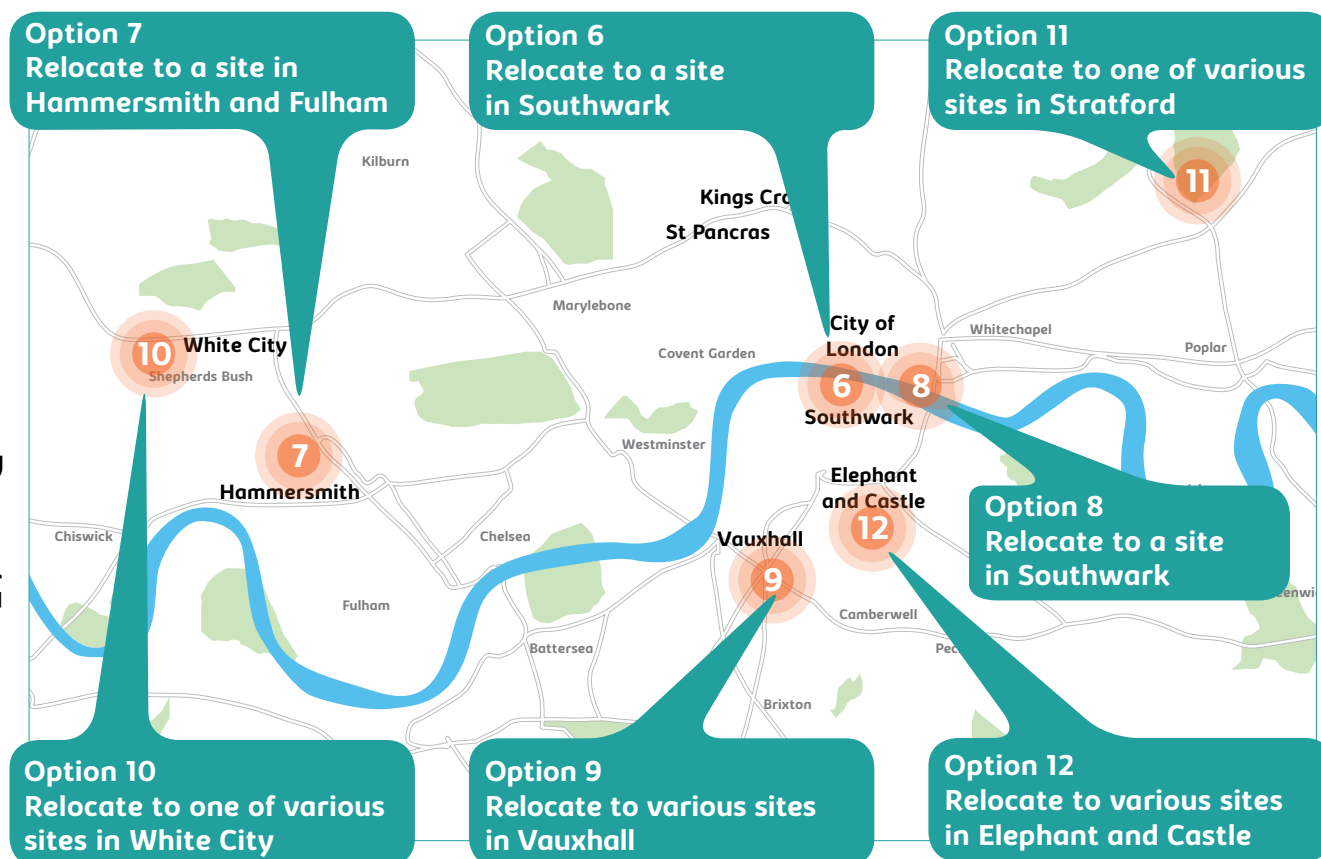 Option 7
Relocate to a site in
Hammersmith and Fulham
Option 6
Relocate to a site
in Southwark
Option 11
Relocate to one of various
sites in Stratford
Kilburn
Kings
St Pancras
11
Marylebone
City of
London
Whitechapel
Covent Garden
Poplar
10
White City
Shepherds Bush
6
8
Southwark
Westminster
7
Hammersmith
Elephant
and Castle
12
Chiswick
Chelsea
Vauxhall
9
Option 8
Relocate to a site
in Southwark
Fulham
Camberwell
Battersea
Brixton
Option 10
Relocate to one of various
sites in White City
Option 9
Relocate to various sites
in Vauxhall
Option 12
Relocate to various sites
in Elephant and Castle